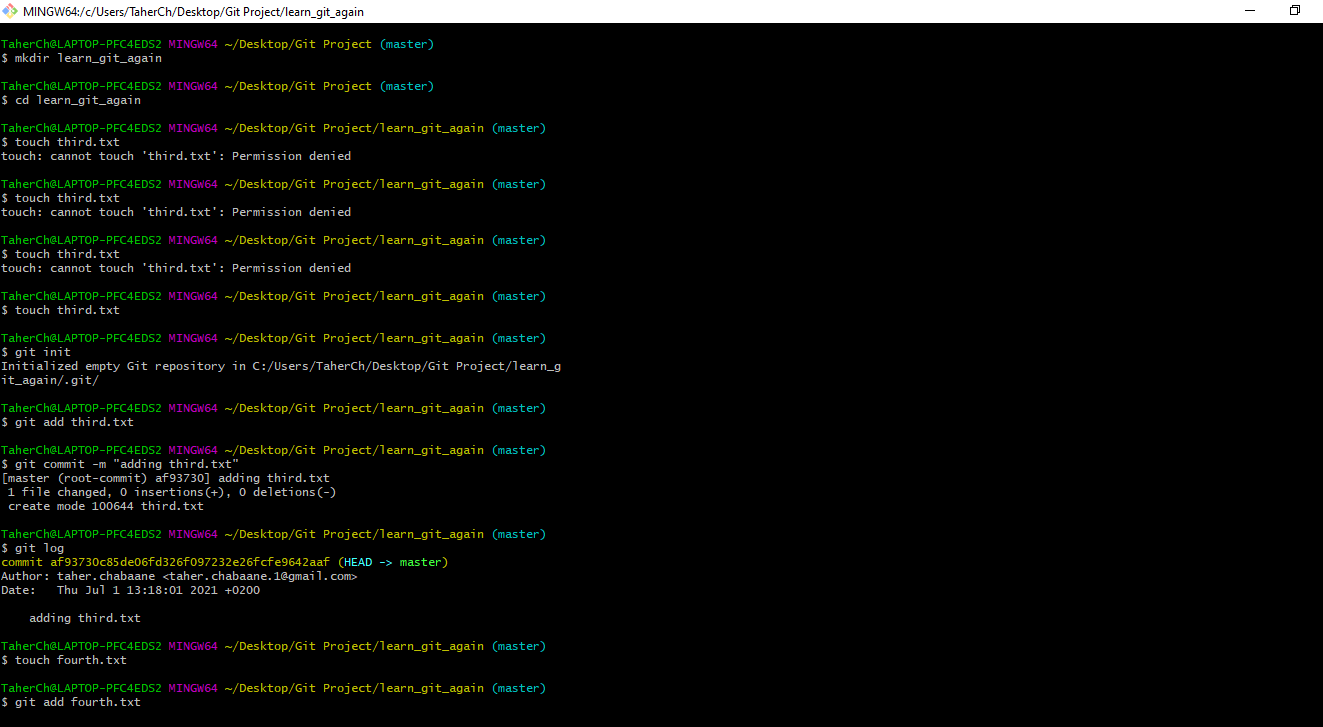 MINGW64:/c/Users/TaherCh/Desktop/Git Project/learn_git_again
TaherCh@LAPTOP-PFC4EDS2 MINGW64 ~/Desktop/Git Project (master)
$ mkdir learn_git_again
TaherCh@LAPTOP-PFC4EDS2 MINGW64 ~/Desktop/Git Project (master)
$ cd learn_git_again
TaherCh@LAPTOP-PFC4EDS2 MINGW64 ~/Desktop/Git Project/learn_git_again (master)
$ touch third.txt
touch: cannot touch 'third.txt': Permission denied
TaherCh@LAPTOP-PFC4EDS2 MINGW64 ~/Desktop/Git Project/learn_git_again (master)
$ touch third.txt
touch: cannot touch 'third.txt': Permission denied
TaherCh@LAPTOP-PFC4EDS2 MINGW64 ~/Desktop/Git Project/learn_git_again (master)
$ touch third.txt
touch: cannot touch 'third.txt': Permission denied
TaherCh@LAPTOP-PFC4EDS2 MINGW64 ~/Desktop/Git Project/learn_git_again (master)
$ touch third.txt
TaherCh@LAPTOP-PFC4EDS2 MINGW64 ~/Desktop/Git Project/learn_git_again (master)
$ git init
Initialized empty Git repository in C:/Users/TaherCh/Desktop/Git Project/learn_g
it_again/.git/
TaherCh@LAPTOP-PFC4EDS2 MINGW64 ~/Desktop/Git Project/learn_git_again (master)
$ git add third.txt
TaherCh@LAPTOP-PFC4EDS2 MINGW64 ~/Desktop/Git Project/learn_git_again (master)
$ git commit -m "adding third.txt"
[master (root-commit) af93730] adding third.txt
 1 file changed, 0 insertions(+), 0 deletions(-)
 create mode 100644 third.txt
TaherCh@LAPTOP-PFC4EDS2 MINGW64 ~/Desktop/Git Project/learn_git_again (master)
$ git log
commit af93730c85de06fd326f097232e26fcfe9642aaf (HEAD -> master)
Author: taher.chabaane <taher.chabaane.1@gmail.com>
Date:   Thu Jul 1 13:18:01 2021 +0200
    adding third.txt
TaherCh@LAPTOP-PFC4EDS2 MINGW64 ~/Desktop/Git Project/learn_git_again (master)
$ touch fourth.txt
TaherCh@LAPTOP-PFC4EDS2 MINGW64 ~/Desktop/Git Project/learn_git_again (master)
$ git add fourth.txt